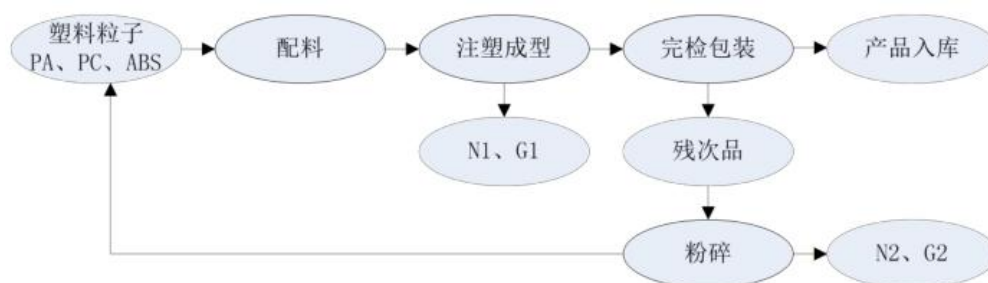 塑料粒子
PA、PC、ABS
配料
注塑成型
完检包装
产品入库
N1、G1
残次品
粉碎
N2、G2